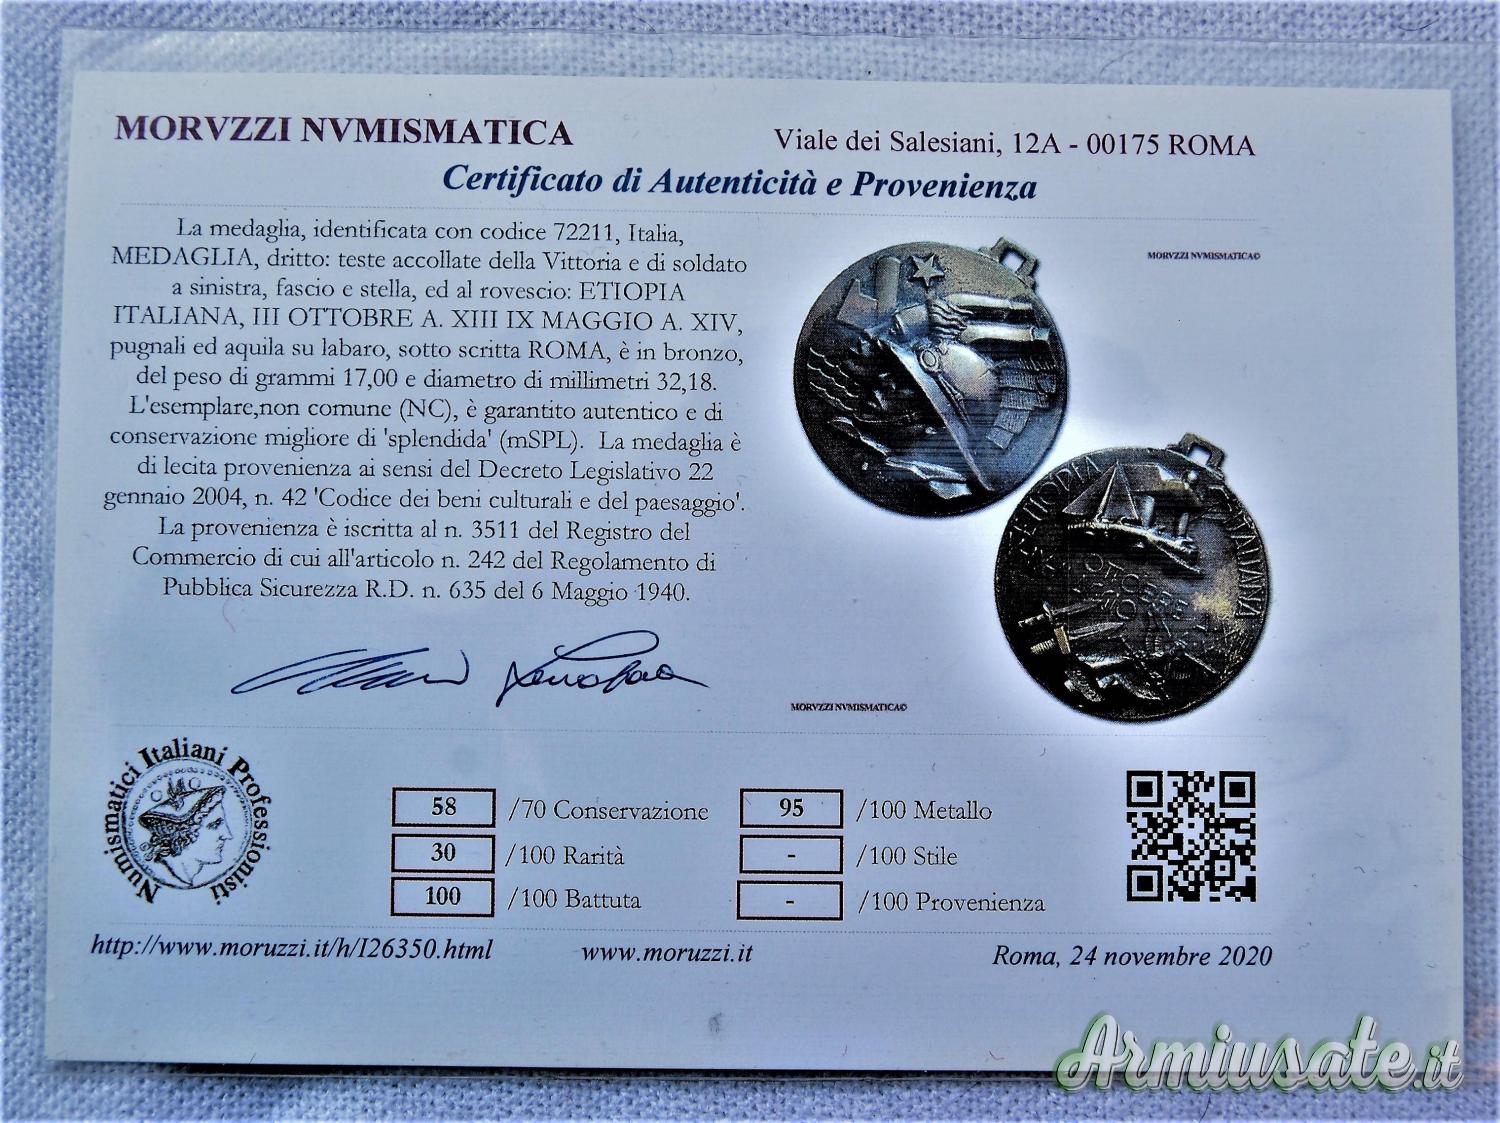 MORVZZI NVMISMATICA
Viale dei Salesiani, 12A - 00175 ROMA
Certificato di Autenticità e Provenienza
La medaglia, identificata con codice 72211, Italia,
MEDAGLIA, dritto: teste accollate della Vittoria e di soldato
a sinistra, fascio e stella, ed al rovescio: ETIOPIA
ITALIANA, III OTTOBRE A. XIII IX MAGGIO A. XIV,
pugnali ed aquila su labaro, sotto scritta ROMA, è in bronzo,
del peso di grammi 17,00 e diametro di millimetri 32,18.
L'esemplare,non comune (NC), è garantito autentico e di
conservazione migliore di 'splendida' (mSPL). La medaglia è
di lecita provenienza ai sensi del Decreto Legislativo 22
gennaio 2004, n. 42 'Codice dei beni culturali e del paesaggio'.
La provenienza è iscritta al n. 3511 del Registro del
Commercio di cui all'articolo n. 242 del Regolamento di
Pubblica Sicurezza R.D. n. 635 del 6 Maggio 1940.
MORVZZI NVMISMATICA©
ETIOPIA ITALIANA
MORVZZI NVMISMATICA©
Numismatici Italiani Professionisti
58 /70 Conservazione 95 /100 Metallo
30 /100 Rarità - /100 Stile
100 /100 Battuta - /100 Provenienza
http://www.moruzzi.it/h/I26350.html www.moruzzi.it Roma, 24 novembre 2020
Armiusate.it